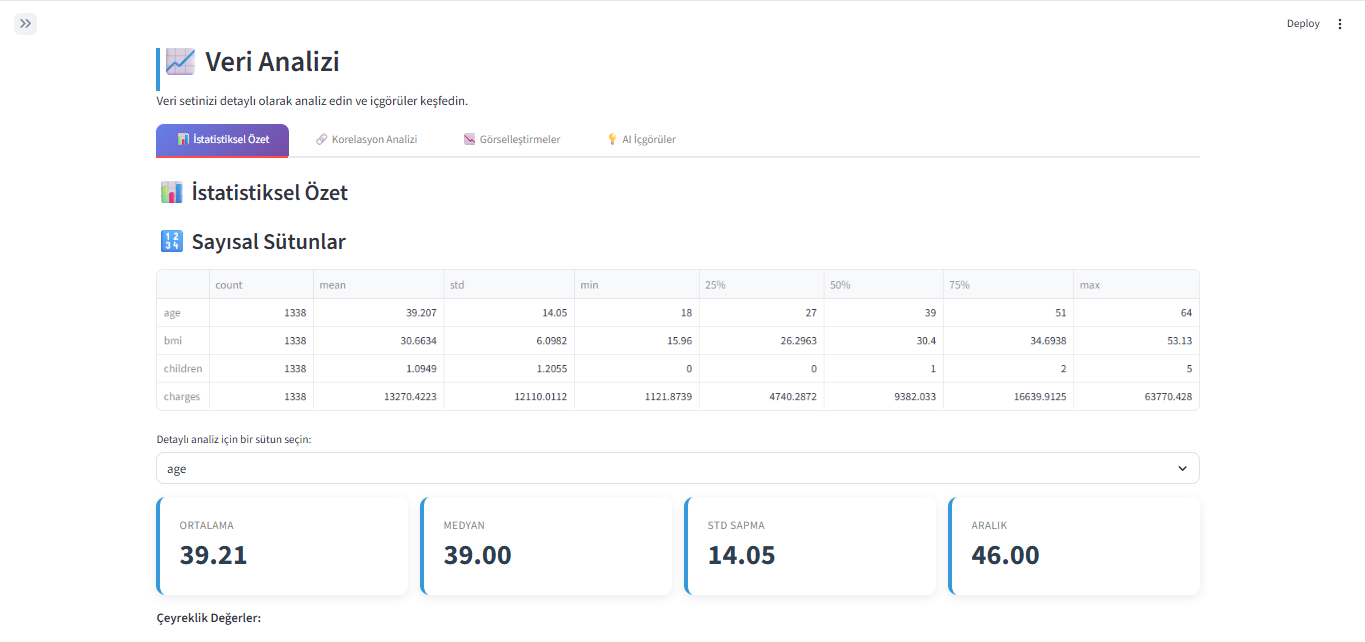 Deploy
Veri Analizi
Veri setinizi detaylı olarak analiz edin ve içgörüler keşfedin.
İstatistiksel Özet Korelasyon Analizi Görselleştirmeler AI İçgörüler
İstatistiksel Özet
1 2 3 4 Sayısal Sütunlar
count mean std min 25% 50% 75% max
age 1338 39.207 14.05 18 27 39 51 64
bmi 1338 30.6634 6.0982 15.96 26.2963 30.4 34.6938 53.13
children 1338 1.0949 1.2055 0 0 1 2 5
charges 1338 13270.4223 12110.0112 1121.8739 4740.2872 9382.033 16639.9125 63770.428
Detaylı analiz için bir sütun seçin:
age
ORTALAMA MEDYAN STD SAPMA ARALIK
39.21 39.00 14.05 46.00
Çeyreklik Değerler: